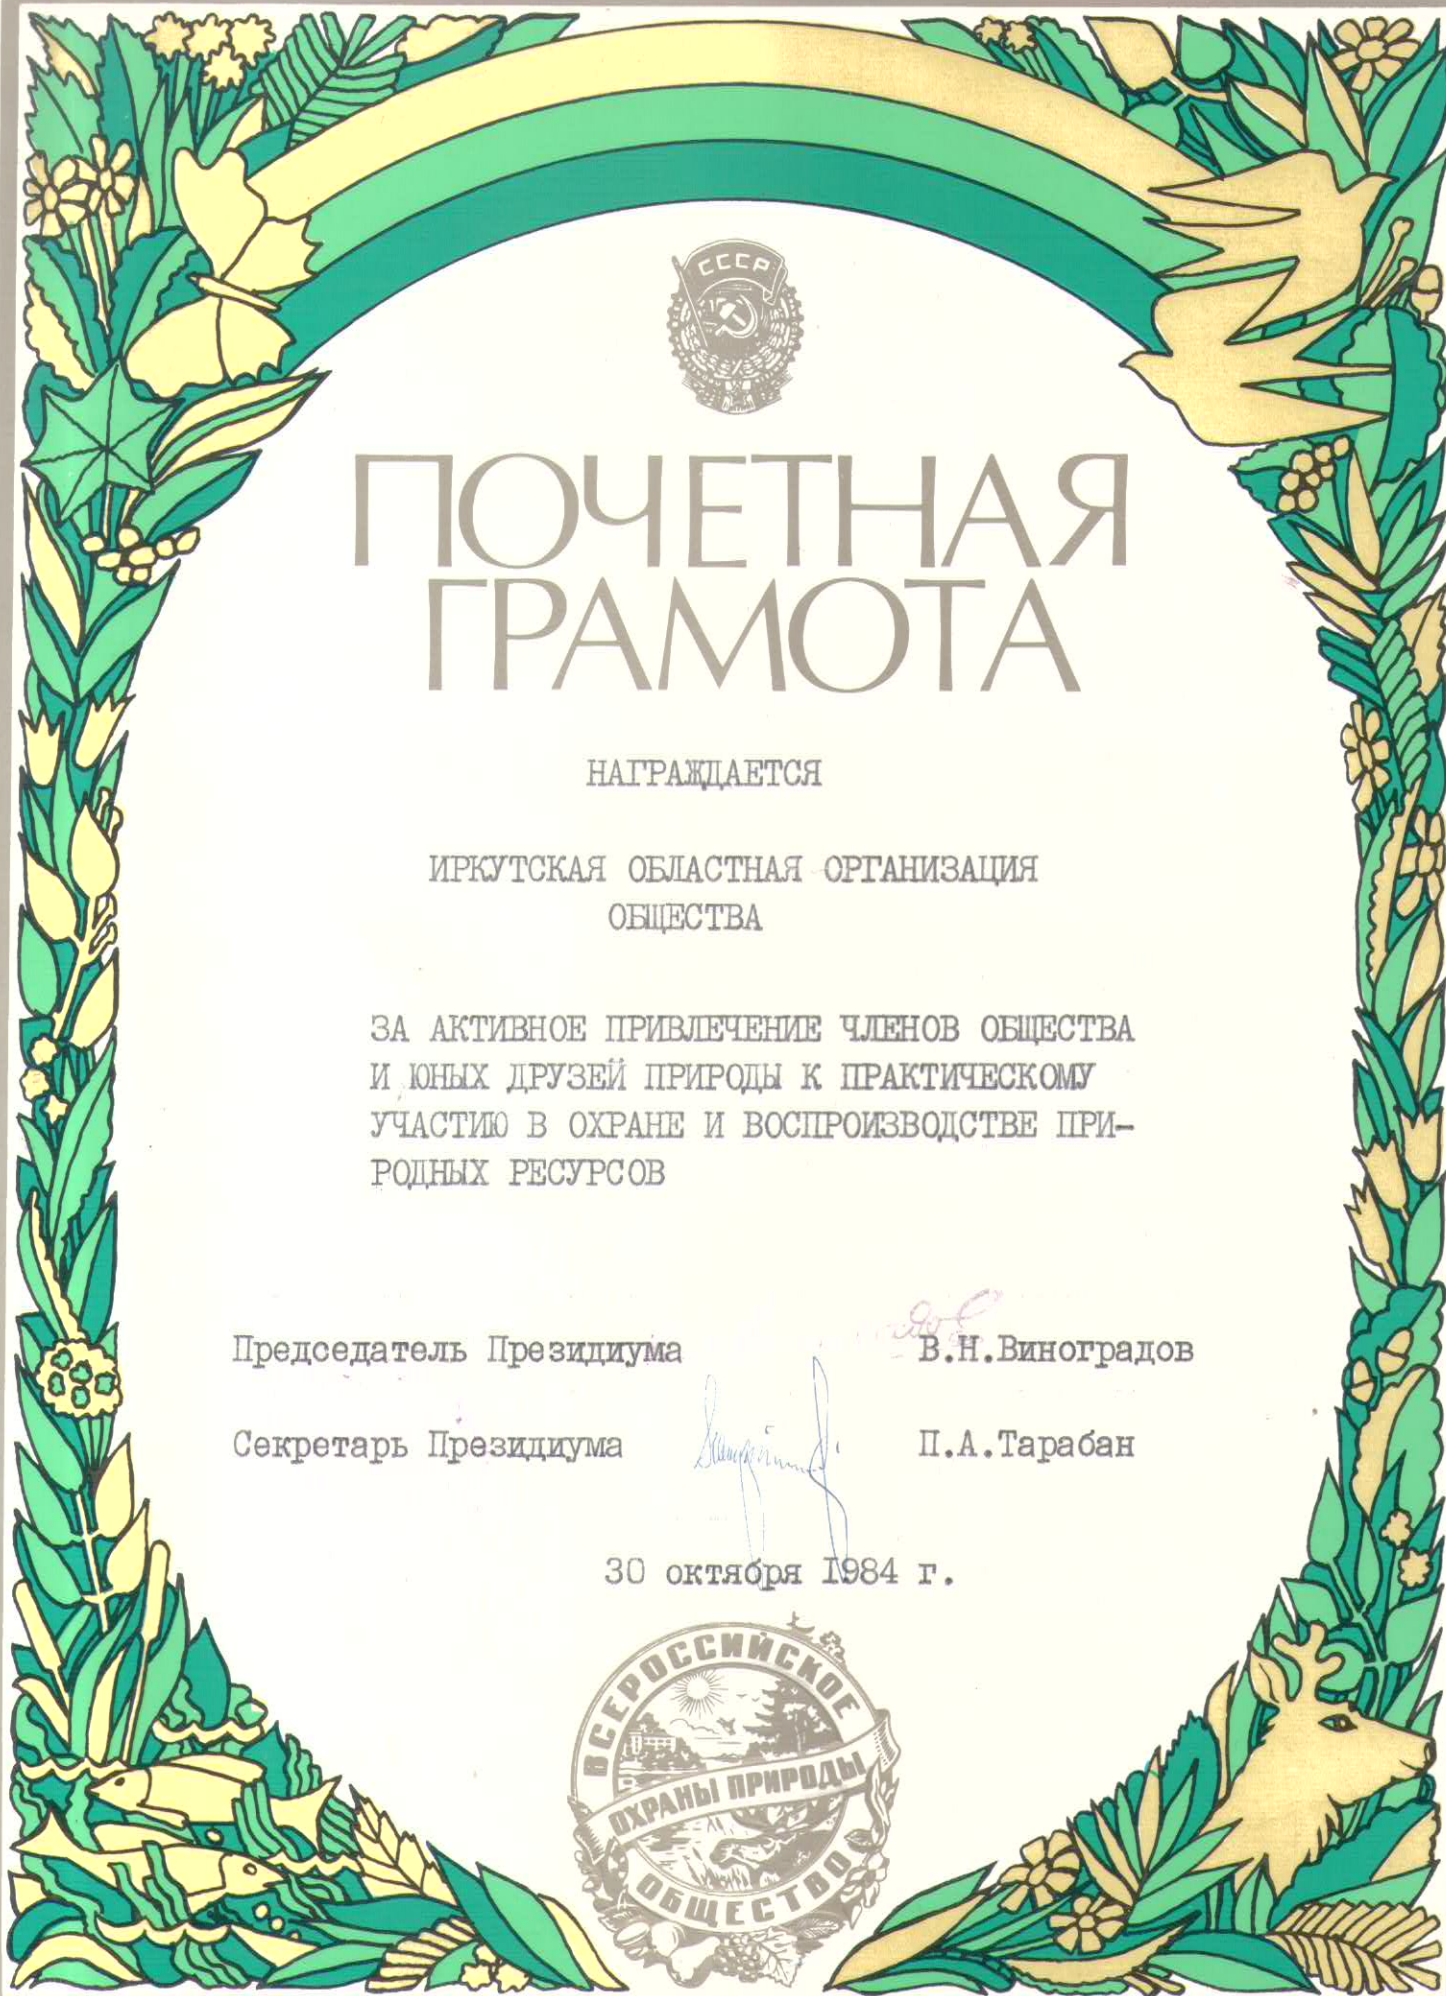 СССР
ПОЧЕТНАЯ
ГРАМОТА
НАГРАЖДАЕТСЯ
ИРКУТСКАЯ ОБЛАСТНАЯ ОРГАНИЗАЦИЯ
ОБЩЕСТВА
ЗА АКТИВНОЕ ПРИВЛЕЧЕНИЕ ЧЛЕНОВ ОБЩЕСТВА
И ЮНЫХ ДРУЗЕЙ ПРИРОДЫ К ПРАКТИЧЕСКОМУ
УЧАСТИЮ В ОХРАНЕ И ВОСПРОИЗВОДСТВЕ ПРИ-
РОДНЫХ РЕСУРСОВ
Председатель Президиума В.Н.Виноградов
Секретарь Президиума П.А.Тарабан
30 октября 1984 г.
ВСЕРОССИЙСКОЕ
ОХРАНЫ ПРИРОДЫ
ОБЩЕСТВО